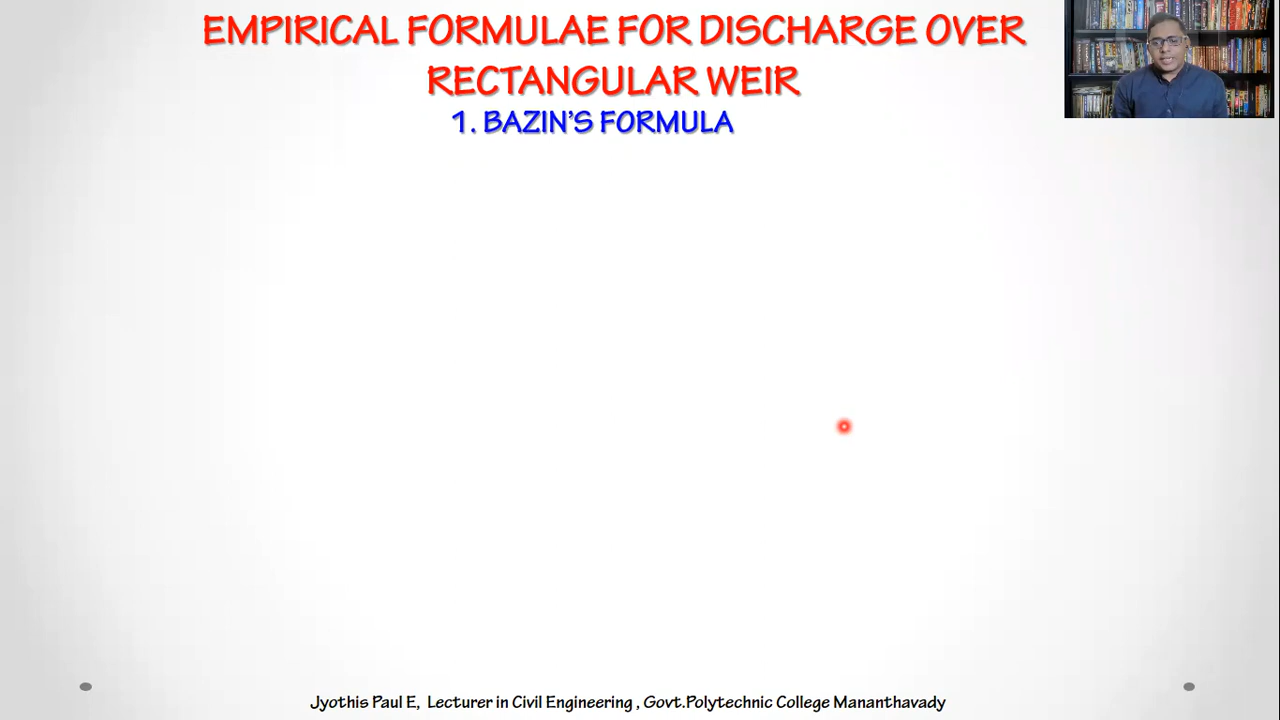 EMPIRICAL FORMULAE FOR DISCHARGE OVER
RECTANGULAR WEIR
1. BAZIN'S FORMULA
Jyothis Paul E, Lecturer in Civil Engineering , Govt.Polytechnic College Mananthavady